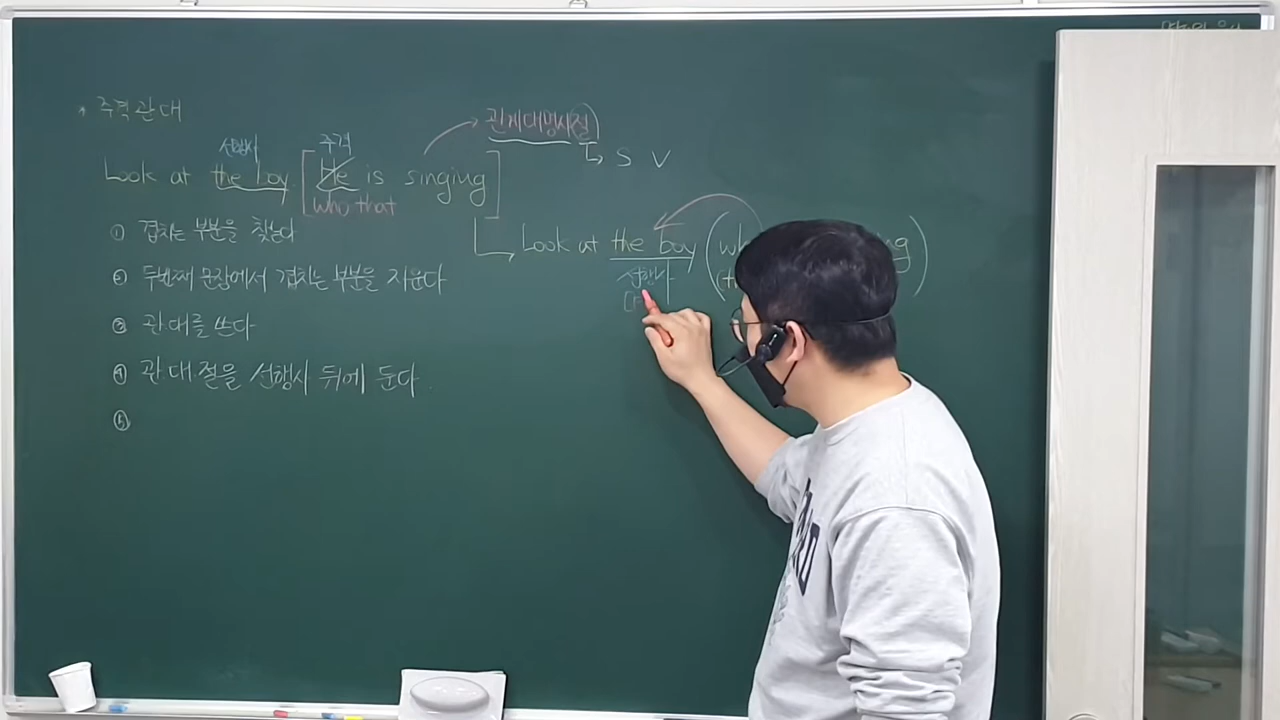 * 주격관대
선행사 주격 관계대명사절
S V
Look at the boy. [He is singing]
who that
① 겹치는 부분을 찾는다
Look at the boy
② 두번째 문장에서 겹치는 부분을 지운다
선행사
③ 관.대를 쓴다
④ 관.대.절을 선행사 뒤에 둔다.
⑤